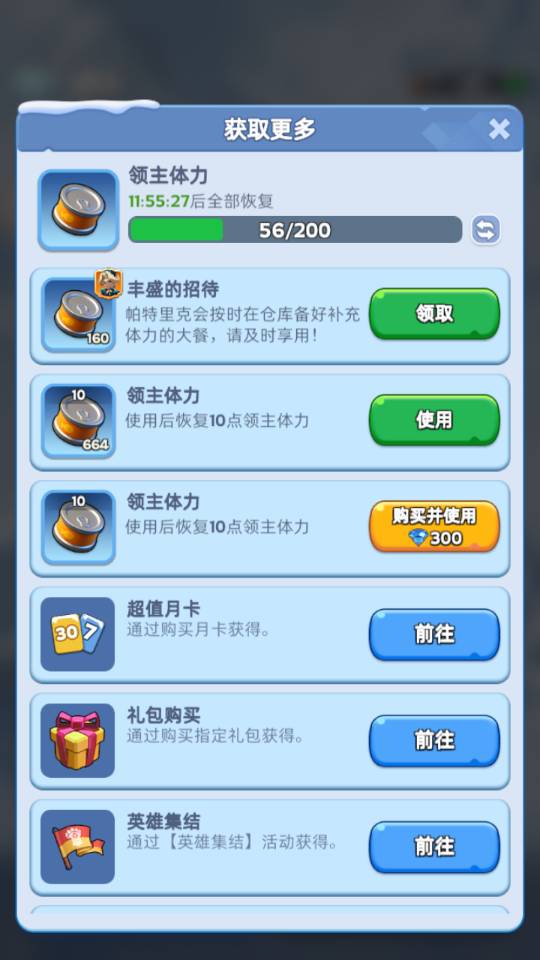 获取更多
领主体力
11:55:27后全部恢复
56/200
丰盛的招待
帕特里克会按时在仓库备好补充
体力的大餐，请及时享用！
160
领取
10
领主体力
使用后恢复10点领主体力
664
使用
10
领主体力
使用后恢复10点领主体力
购买并使用
300
30 7
超值月卡
通过购买月卡获得。
前往
礼包购买
通过购买指定礼包获得。
前往
英雄集结
通过【英雄集结】活动获得。
前往